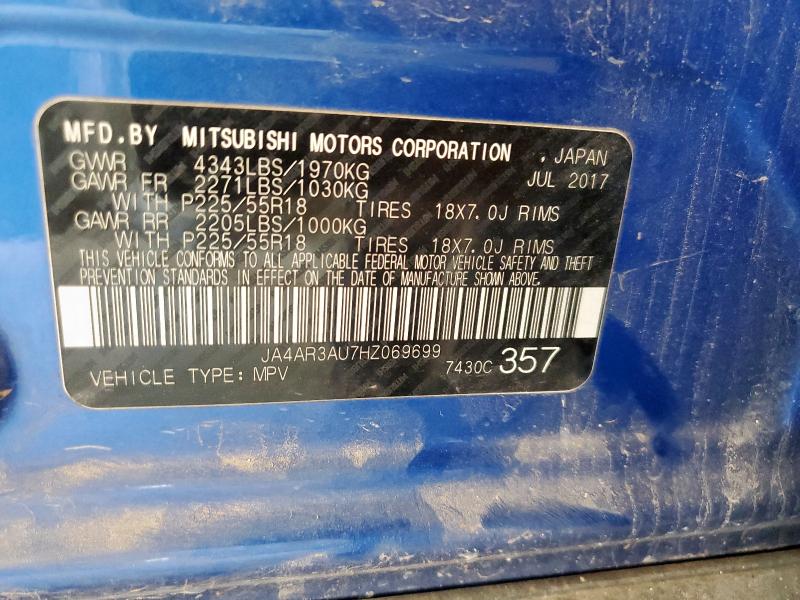 MFD.BY MITSUBISHI MOTORS CORPORATION . JAPAN
GWVR 4343LBS/1970KG JUL 2017
GAWR FR 2271LBS/1030KG
WITH P225/55R18 TIRES 18X7.0J RIMS
GAWR RR 2205LBS/1000KG
WITH P225/55R18 TIRES 18X7.0J RIMS
THIS VEHICLE CONFORMS TO ALL APPLICABLE FEDERAL MOTOR VEHICLE SAFETY AND THEFT
PREVENTION STANDARDS IN EFFECT ON THE DATE OF MANUFACTURE SHOWN ABOVE.
JA4AR3AU7HZ069699
VEHICLE TYPE: MPV 7430C 357